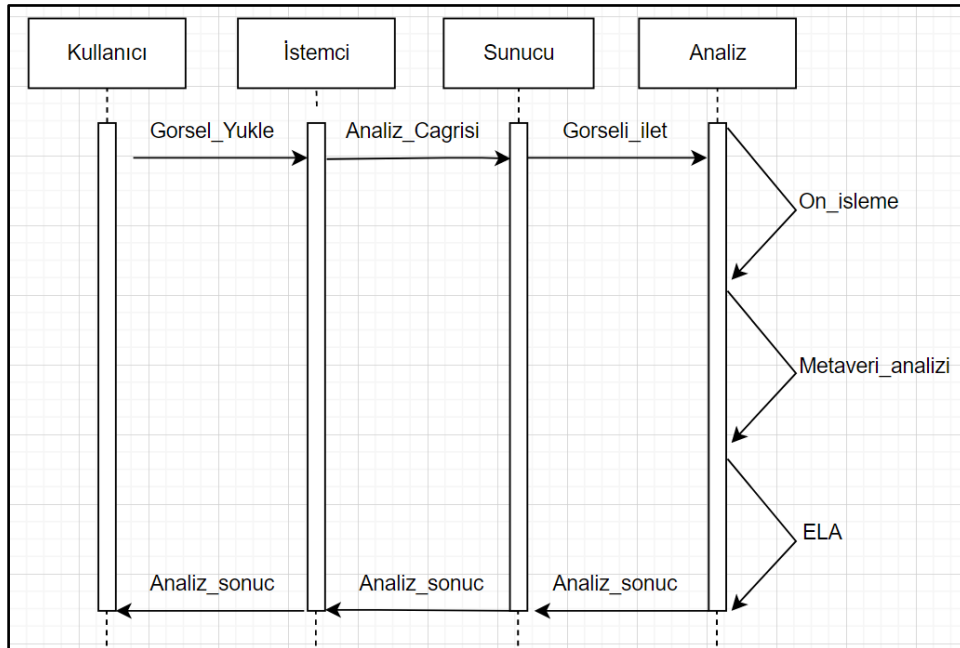 Kullanıcı
İstemci
Sunucu
Analiz
Gorsel_Yukle
Analiz_Cagrisi
Gorseli_ilet
On_isleme
Metaveri_analizi
ELA
Analiz_sonuc
Analiz_sonuc
Analiz_sonuc